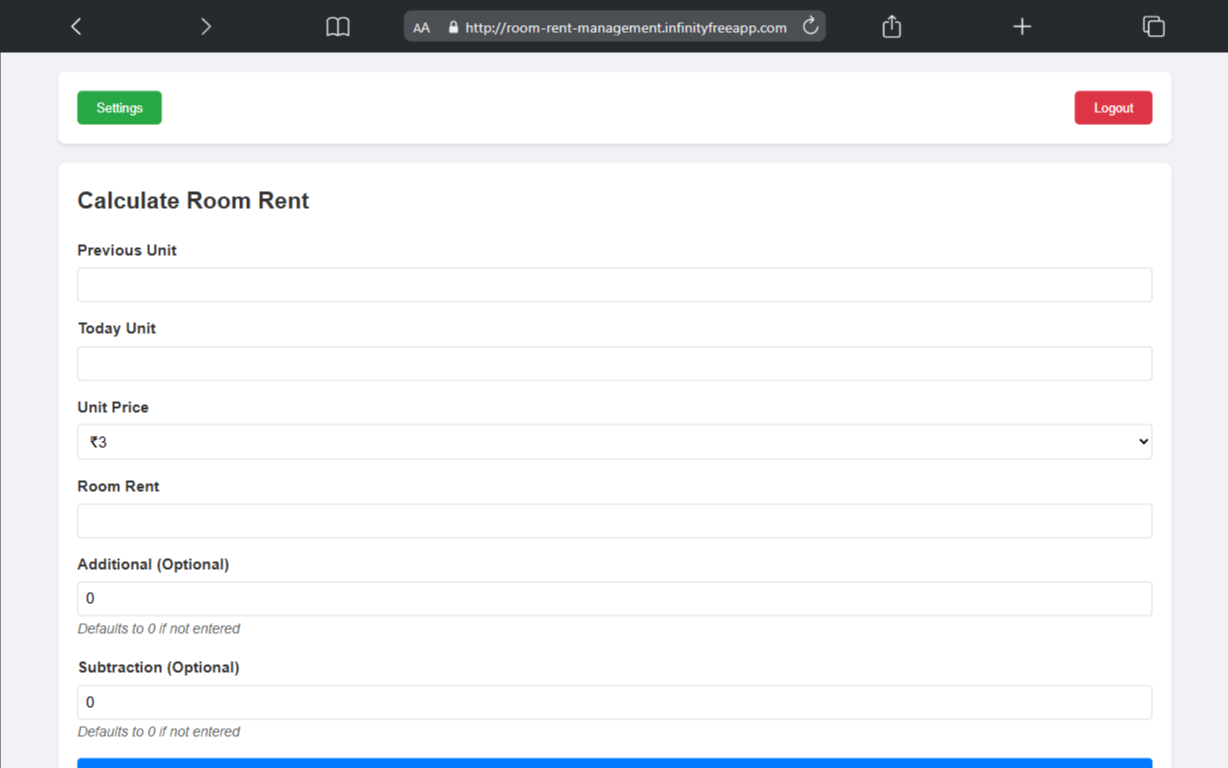 AA http://room-rent-management.infinityfreeapp.com
Settings
Logout
Calculate Room Rent
Previous Unit
Today Unit
Unit Price
₹3
Room Rent
Additional (Optional)
0
Defaults to 0 if not entered
Subtraction (Optional)
0
Defaults to 0 if not entered